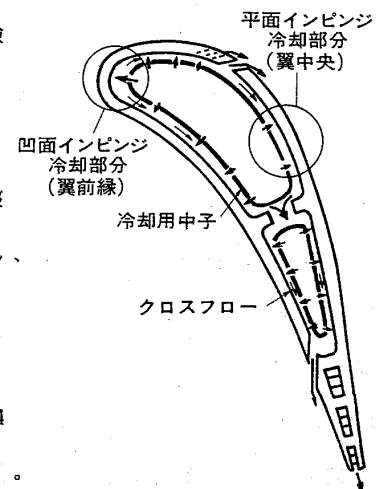 平面インピンジ
冷却部分
(翼中央)
凹面インピンジ
冷却部分
(翼前縁)
冷却用中子
クロスフロー
、
。